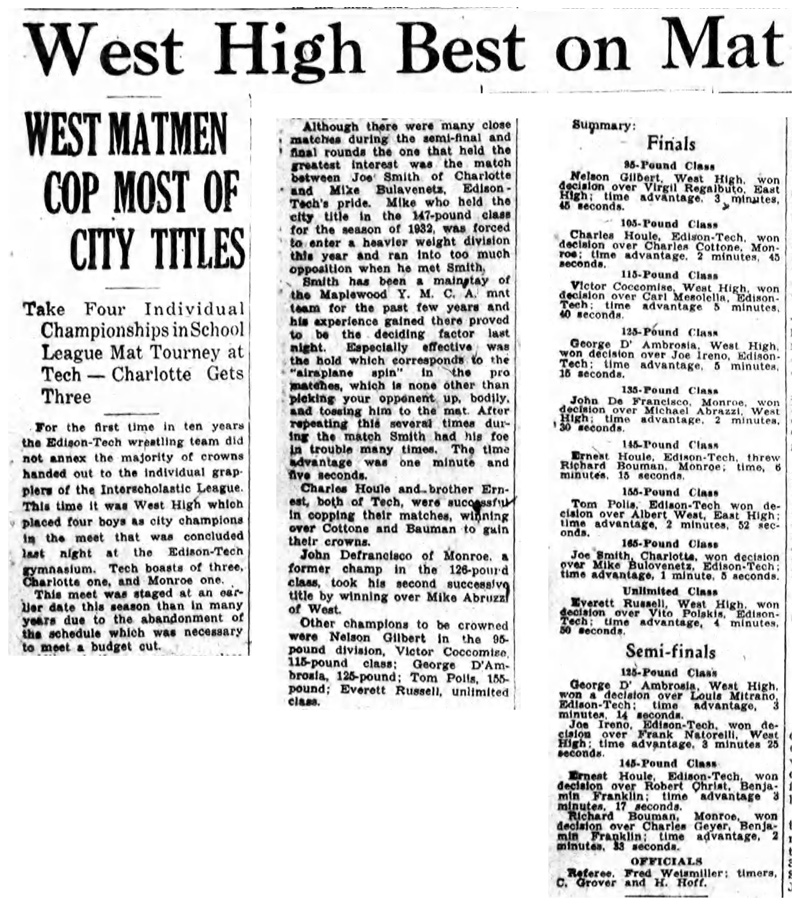 West High Best on Mat
WEST MATMEN
COP MOST OF
CITY TITLES
Take Four Individual
Championships in School
League Mat Tourney at
Tech — Charlotte Gets
Three
For the first time in ten years
the Edison-Tech wrestling team did
not annex the majority of crowns
handed out to the individual grap-
plers of the Interscholastic League.
This time it was West High which
placed four boys as city champions
in the meet that was concluded
last night at the Edison-Tech
gymnasium. Tech boasts of three,
Charlotte one, and Monroe one.
This meet was staged at an ear-
lier date this season than in many
years due to the abandonment of
the schedule which was necessary
to meet a budget cut.
Although there were many close
matches during the semi-final and
final rounds the one that held the
greatest interest was the match
between Joe Smith of Charlotte
and Mike Bulavenetz, Edison-
Tech's pride. Mike who held the
city title in the 147-pound class
for the season of 1932, was forced
to enter a heavier weight division
this year and ran into too much
opposition when he met Smith.
Smith has been a mainstay of
the Maplewood Y. M. C. A. mat
team for the past few years and
his experience gained there proved
to be the deciding factor last
night. Especially effective was
the hold which corresponds to the
"airaplane spin" in the pro
matches, which is none other than
picking your opponent up, bodily,
and tossing him to the mat. After
repeating this several times dur-
ing the match Smith had his foe
in trouble many times. The time
advantage was one minute and
five seconds.
Charles Houle and brother Ern-
est, both of Tech, were successful
in copping their matches, winning
over Cottone and Bauman to gain
their crowns.
John Defrancisco of Monroe, a
former champ in the 126-pound
class, took his second successive
title by winning over Mike Abruzzi
of West.
Other champions to be crowned
were Nelson Gilbert in the 95-
pound division, Victor Coccomise,
115-pound class; George D'Am-
brosia, 125-pound; Tom Polls, 155-
pound; Everett Russell, unlimited
class.
Summary:
Finals
95-Pound Class
Nelson Gilbert, West High, won
decision over Virgil Regalbuto, East
High; time advantage, 3 minutes,
45 seconds.
105-Pound Class
Charles Houle, Edison-Tech, won
decision over Charles Cottone, Mon-
roe; time advantage, 2 minutes, 45
seconds.
115-Pound Class
Victor Coccomise, West High, won
decision over Carl Mesolella, Edison-
Tech; time advantage 5 minutes,
40 seconds.
125-Pound Class
George D' Ambrosia, West High,
won decision over Joe Ireno, Edison-
Tech; time advantage, 5 minutes,
15 seconds.
135-Pound Class
John De Francisco, Monroe, won
decision over Michael Abrazzi, West
High; time advantage, 2 minutes,
30 seconds.
145-Pound Class
Ernest Houle, Edison-Tech, threw
Richard Bouman, Monroe; time, 6
minutes, 15 seconds.
155-Pound Class
Tom Polis, Edison-Tech won de-
cision over Albert West, East High;
time advantage, 2 minutes, 52 sec-
onds.
165-Pound Class
Joe Smith, Charlotta, won decision
over Mike Bulovenetz, Edison-Tech;
time advantage, 1 minute, 5 seconds.
Unlimited Class
Everett Russell, West High, won
decision over Vito Polskis, Edison-
Tech; time advantage, 4 minutes,
50 seconds.
Semi-finals
125-Pound Class
George D' Ambrosia, West High,
won a decision over Louis Mitrano,
Edison-Tech; time advantage, 3
minutes, 14 seconds.
Joe Ireno, Edison-Tech, won de-
cision over Frank Natorelli, West
High; time advantage, 3 minutes 25
seconds.
145-Pound Class
Ernest Houle, Edison-Tech, won
decision over Robert Christ, Benja-
min Franklin; time advantage 3
minutes, 17 seconds.
Richard Bouman, Monroe, won
decision over Charles Geyer, Benja-
min Franklin; time advantage, 2
minutes, 33 seconds.
OFFICIALS
Referee, Fred Weismiller; timers,
C. Grover and H. Hoff.